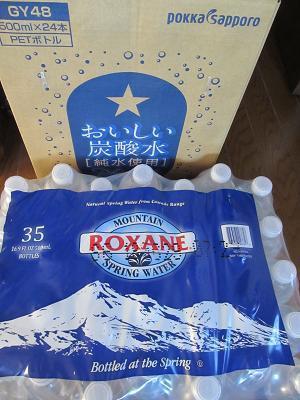 GY48
500ml×24本
PETボトル
pokka sapporo
おいしい
炭酸水
[純水使用]
Natural Spring Water from Cascade Range
35
16.9 FL OZ (500mL)
BOTTLES
MOUNTAIN
ROXANE
SPRING WATER
Bottled at the Spring